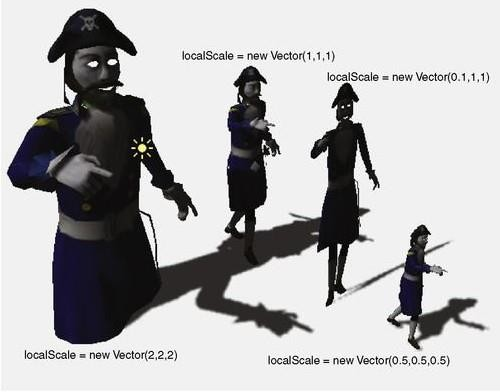 localScale = new Vector(1,1,1)
localScale = new Vector(0.1,1,1)
localScale = new Vector(2,2,2)
localScale = new Vector(0.5,0.5,0.5)